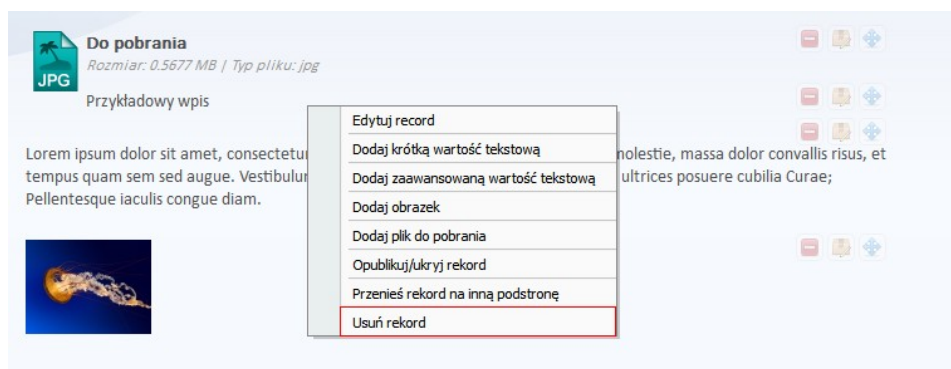 Do pobrania
Rozmiar: 0.5677 MB | Typ pliku: jpg
JPG
Przykładowy wpis
Edytuj record
Dodaj krótką wartość tekstową
Dodaj zaawansowaną wartość tekstową
Dodaj obrazek
Dodaj plik do pobrania
Opublikuj/ukryj rekord
Przenieś rekord na inną podstronę
Usuń rekord
Lorem ipsum dolor sit amet, consectetur molestie, massa dolor convallis risus, et
tempus quam sem sed augue. Vestibulum ultrices posuere cubilia Curae;
Pellentesque iaculis congue diam.